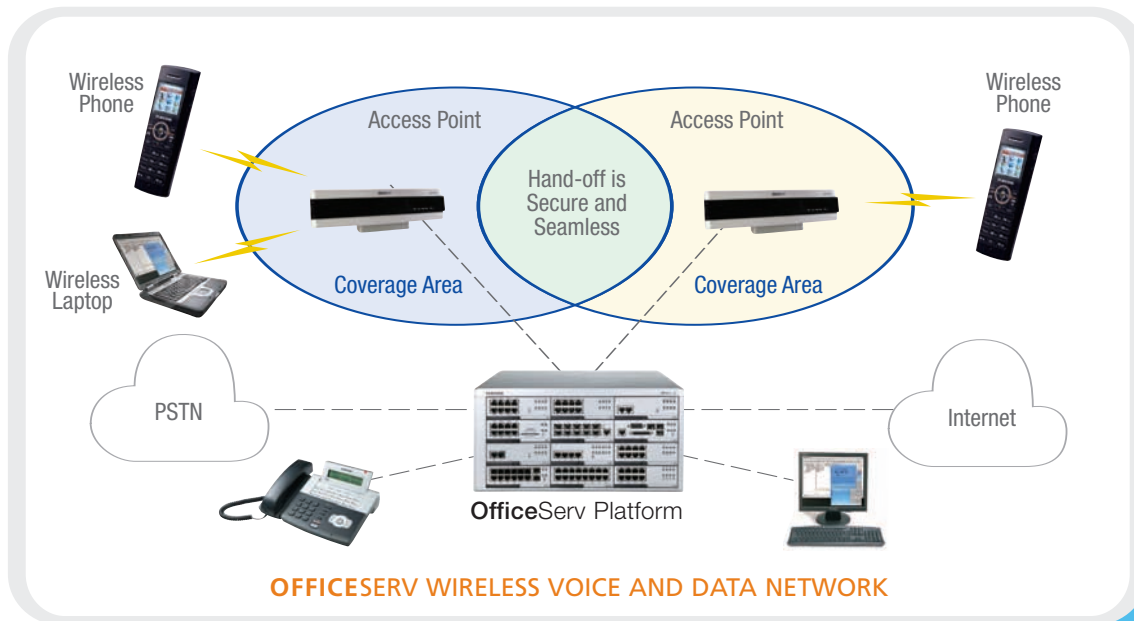 Wireless
Phone
Access Point
Access Point
Wireless
Phone
Hand-off is
Secure and
Seamless
Wireless
Laptop
Coverage Area
Coverage Area
PSTN
Internet
OfficeServ Platform
OFFICESERV WIRELESS VOICE AND DATA NETWORK